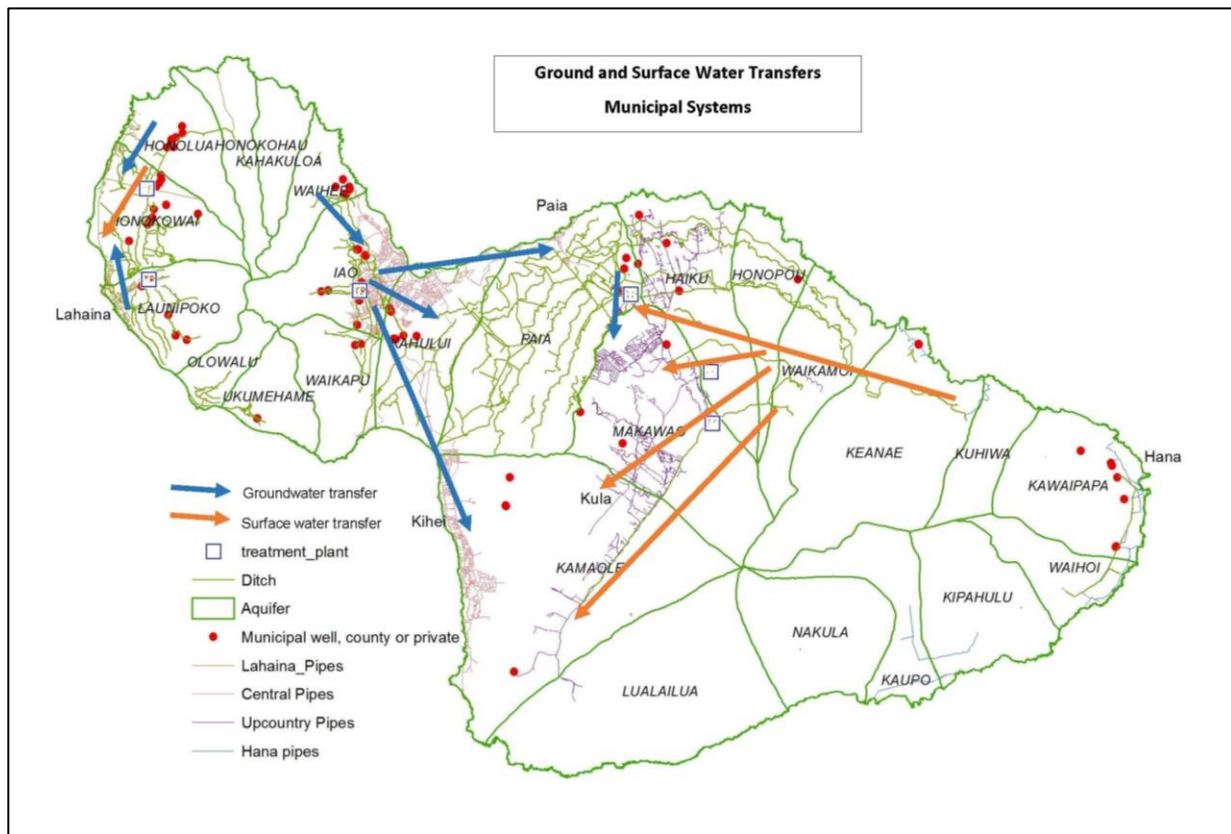 Ground and Surface Water Transfers
Municipal Systems
HONOLUA
HONOKOHAU
KAHAKULOA
WAIHEE
HONOKOWAI
Paia
IAO
HAIKU
HONOPOU
Lahaina
LAUNIPOKO
KAHULUI
PAIA
OLOWALU
WAIKAPU
WAIKAMOI
UKUMEHAME
MAKAWAO
KEANAE
KUHIWA
Hana
KAWAIPAPA
Kula
Kihei
KAMAOLE
WAIHOI
KIPAHULU
NAKULA
KAUPO
LUALAILUA
Groundwater transfer
Surface water transfer
treatment_plant
Ditch
Aquifer
Municipal well, county or private
Lahaina_Pipes
Central Pipes
Upcountry Pipes
Hana pipes